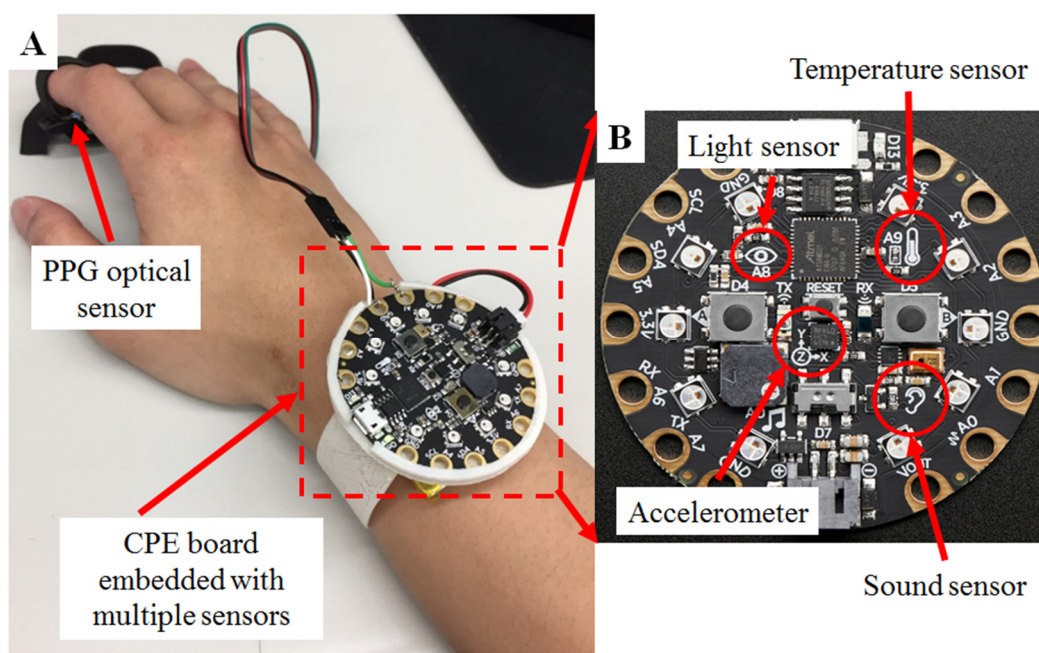 A
PPG optical
sensor
CPE board
embedded with
multiple sensors
B
Temperature sensor
Light sensor
Accelerometer
Sound sensor
D13
GND
SCL
A4
SDA
A5
3.3V
RX
A6
TX
A7
GND
A8
A9
A3
A2
GND
A1
A0
VOUT
Atmel
D4
TX
RESET
RX
D5
A
B
Y
Z
X
D7
+
-